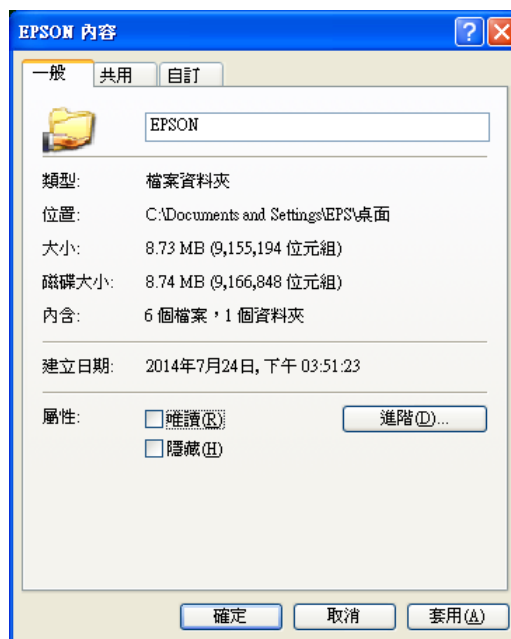 EPSON 內容
一般 共用 自訂
EPSON
類型: 檔案資料夾
位置: C:\Documents and Settings\EPS\桌面
大小: 8.73 MB (9,155,194 位元組)
磁碟大小: 8.74 MB (9,166,848 位元組)
內含: 6 個檔案，1 個資料夾
建立日期: 2014年7月24日, 下午 03:51:23
屬性: 唯讀(R) 進階(D)...
隱藏(H)
確定 取消 套用(A)